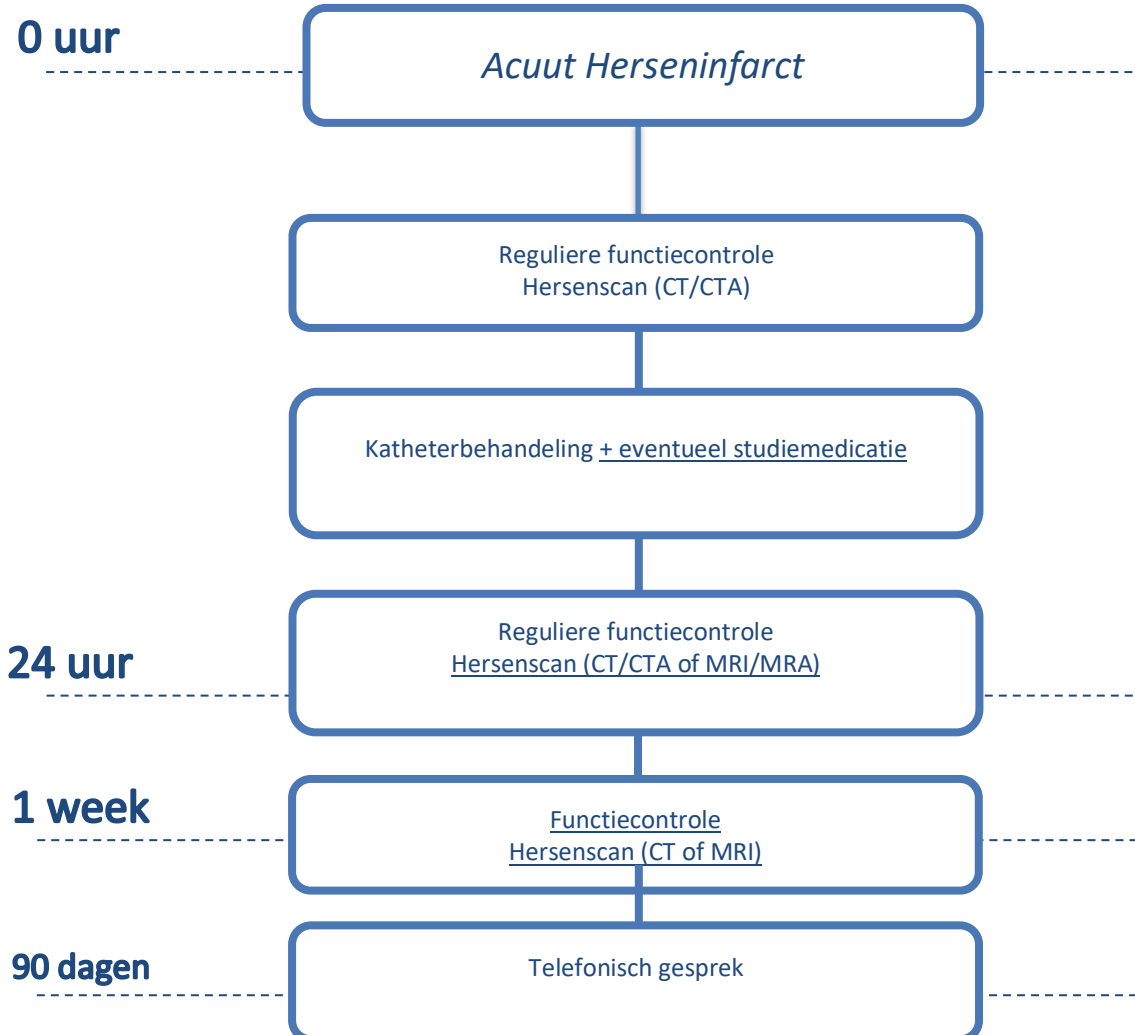 0 uur
Acuut Herseninfarct
Reguliere functiecontrole
Hersenscan (CT/CTA)
Katheterbehandeling + eventueel studiemedicatie
Reguliere functiecontrole
Hersenscan (CT/CTA of MRI/MRA)
24 uur
1 week
Functiecontrole
Hersenscan (CT of MRI)
90 dagen
Telefonisch gesprek